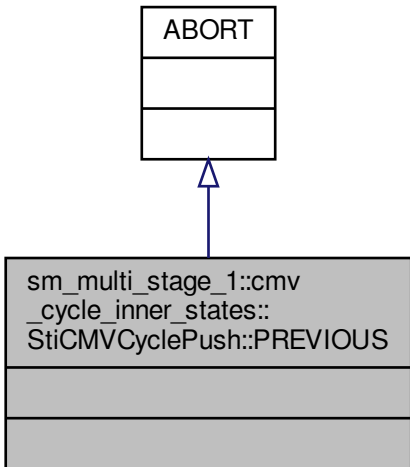 ABORT
sm_multi_stage_1::cmv
_cycle_inner_states::
StiCMVCyclePush::PREVIOUS